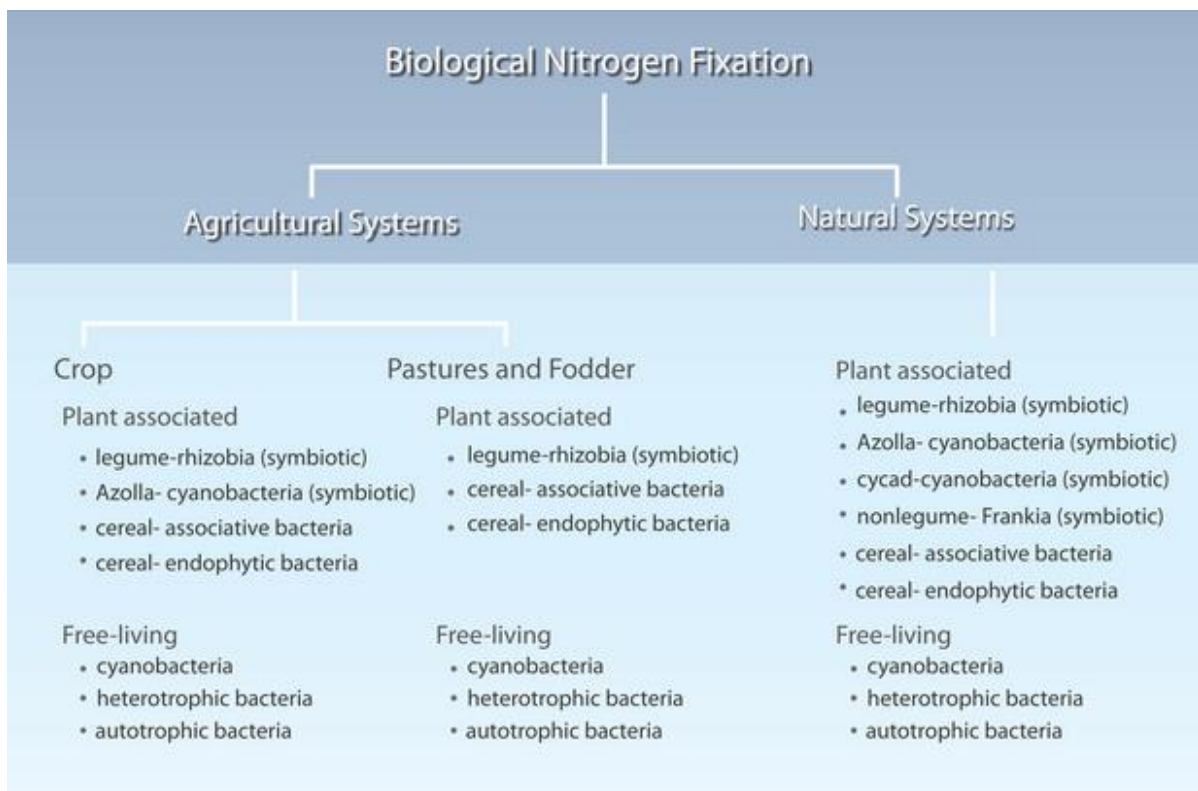 Biological Nitrogen Fixation
Agricultural Systems
Natural Systems
Crop
Plant associated
• legume-rhizobia (symbiotic)
• Azolla- cyanobacteria (symbiotic)
• cereal- associative bacteria
• cereal- endophytic bacteria
Free-living
• cyanobacteria
• heterotrophic bacteria
• autotrophic bacteria
Pastures and Fodder
Plant associated
• legume-rhizobia (symbiotic)
• cereal- associative bacteria
• cereal- endophytic bacteria
Free-living
• cyanobacteria
• heterotrophic bacteria
• autotrophic bacteria
Plant associated
• legume-rhizobia (symbiotic)
• Azolla- cyanobacteria (symbiotic)
• cycad-cyanobacteria (symbiotic)
• nonlegume- Frankia (symbiotic)
• cereal- associative bacteria
• cereal- endophytic bacteria
Free-living
• cyanobacteria
• heterotrophic bacteria
• autotrophic bacteria